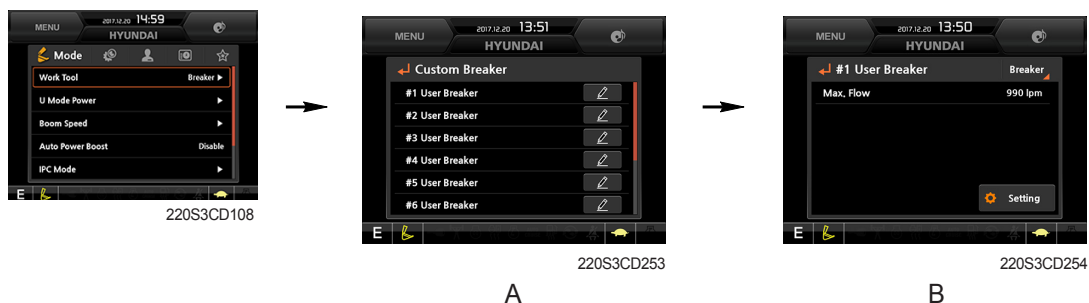 MENU
2017.12.20 14:59
HYUNDAI
Mode
Work Tool Breaker ▶
U Mode Power ▶
Boom Speed ▶
Auto Power Boost Disable
IPC Mode ▶
E
220S3CD108
MENU
2017.12.20 13:51
HYUNDAI
Custom Breaker
#1 User Breaker
#2 User Breaker
#3 User Breaker
#4 User Breaker
#5 User Breaker
#6 User Breaker
E
220S3CD253
A
MENU
2017.12.20 13:50
HYUNDAI
#1 User Breaker Breaker
Max, Flow 990 lpm
Setting
E
220S3CD254
B